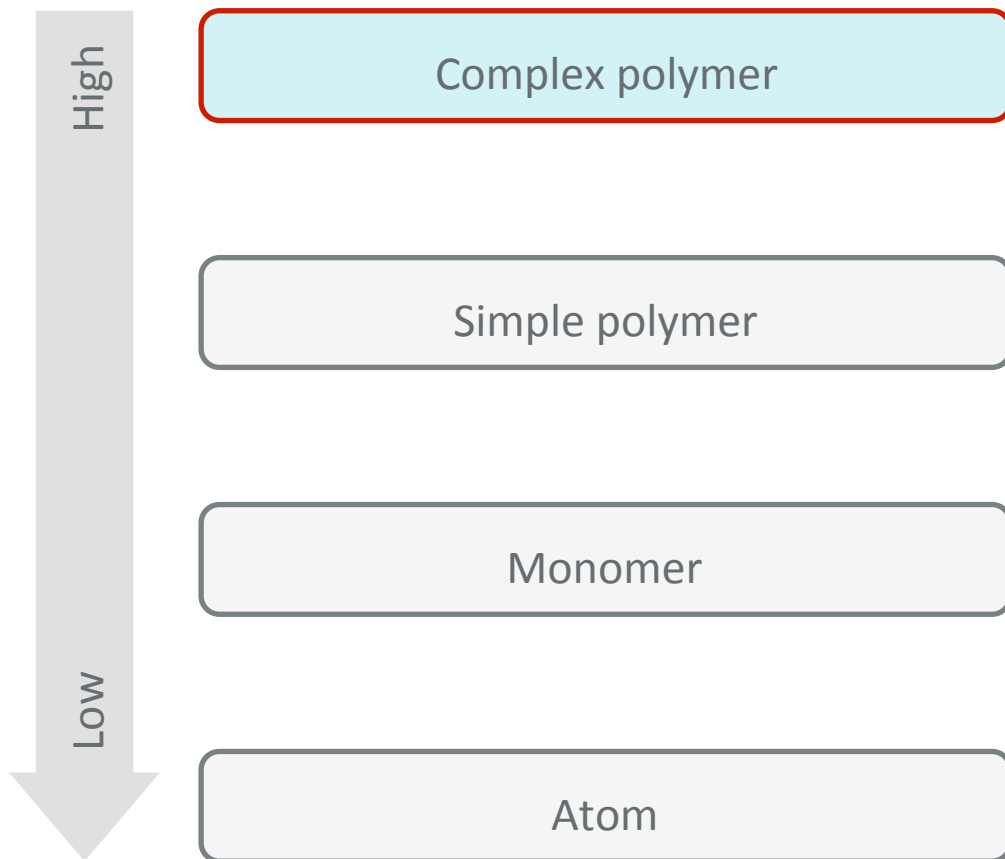 High
Complex polymer
Simple polymer
Monomer
Low
Atom